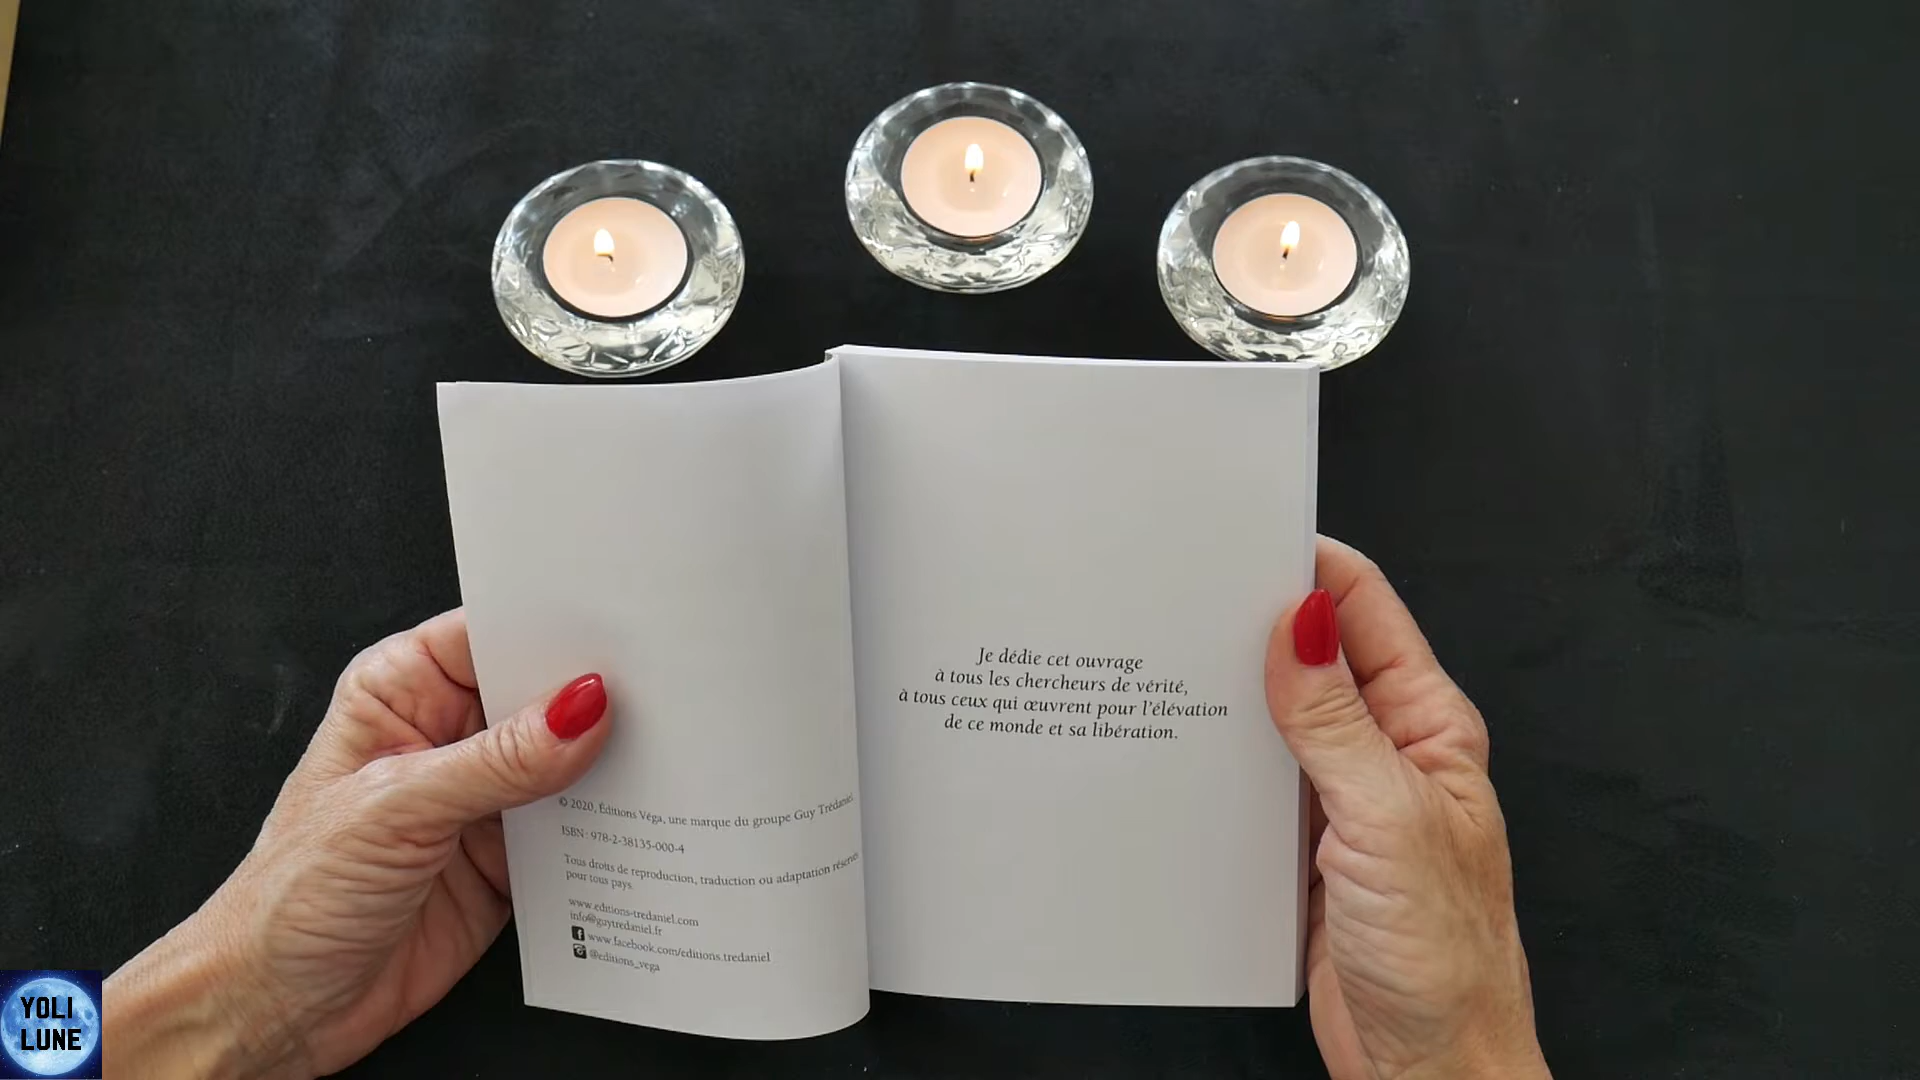 © 2020, Éditions Véga, une marque du groupe Guy Trédaniel
ISBN : 978-2-38135-000-4
Tous droits de reproduction, traduction ou adaptation réservés
pour tous pays.
www.editions-tredaniel.com
info@guytredaniel.fr
www.facebook.com/editions.tredaniel
@editions_vega
Je dédie cet ouvrage
à tous les chercheurs de vérité,
à tous ceux qui œuvrent pour l'élévation
de ce monde et sa libération.
YOLI
LUNE